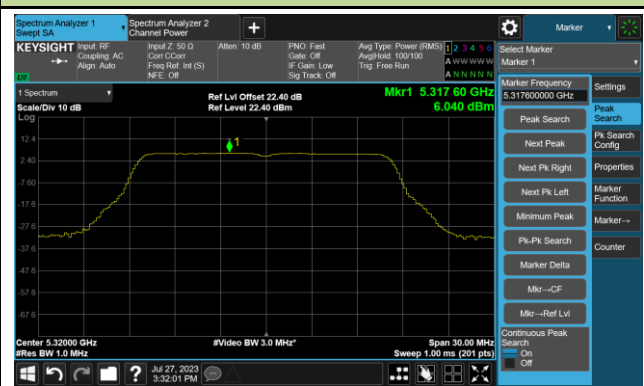 Spectrum Analyzer 1
Swept SA
Spectrum Analyzer 2
Channel Power
Marker
KEYSIGHT
Input: RF
Coupling: AC
Align: Auto
Input Z: 50 Ω
Corr CCorr
Freq Ref: Int (S)
NFE: Off
Atten: 10 dB
PNO: Fast
Gate: Off
IF Gain: Low
Sig Track: Off
Avg Type: Power (RMS)
Avg|Hold: 100/100
Trig: Free Run
1 2 3 4 5 6
A W W W W W
A N N N N N
Select Marker
Marker 1
LXI
1 Spectrum
Scale/Div 10 dB
Log
Ref Lvl Offset 22.40 dB
Ref Level 22.40 dBm
Mkr1 5.317 60 GHz
6.040 dBm
1
12.4
2.40
-7.60
-17.6
-27.6
-37.6
-47.6
-57.6
-67.6
Center 5.32000 GHz
#Res BW 1.0 MHz
#Video BW 3.0 MHz*
Span 30.00 MHz
Sweep 1.00 ms (201 pts)
Marker Frequency
5.317600000 GHz
Peak Search
Next Peak
Next Pk Right
Next Pk Left
Minimum Peak
Pk-Pk Search
Marker Delta
Mkr→CF
Mkr→Ref Lvl
Continuous Peak
Search
On
Off
Settings
Peak
Search
Pk Search
Config
Properties
Marker
Function
Marker→
Counter
?
Jul 27, 2023
3:32:01 PM